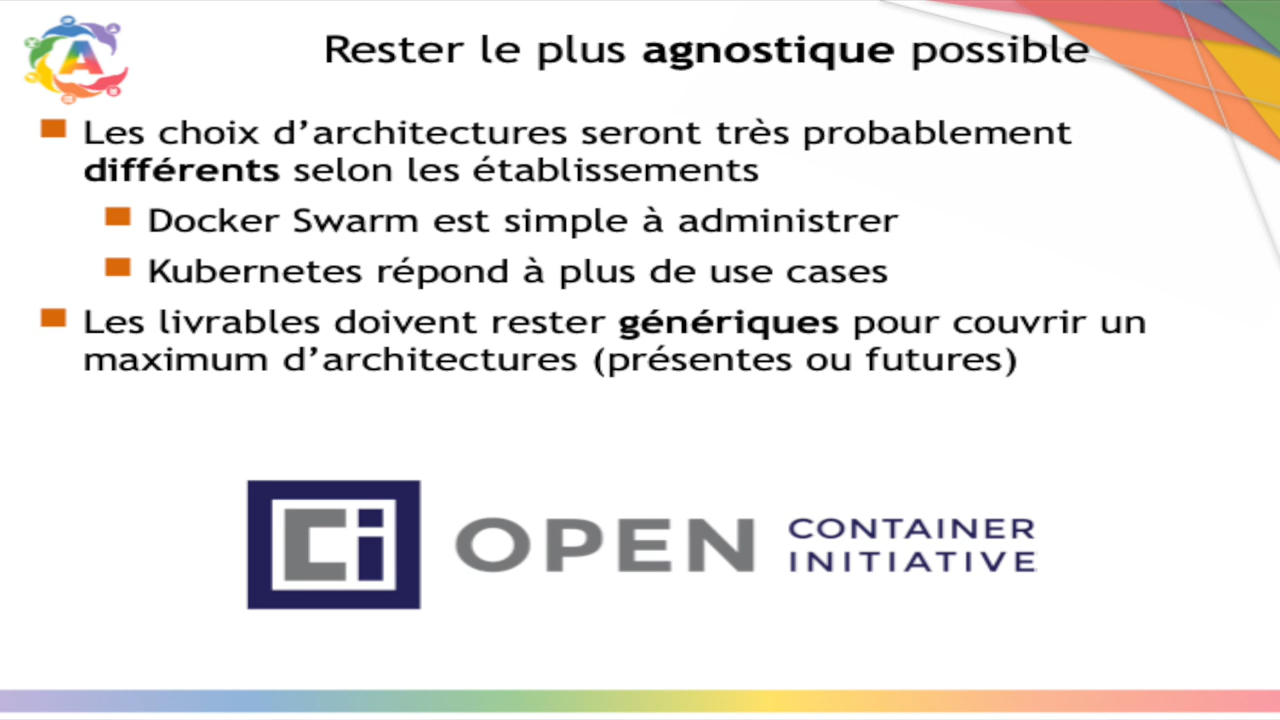 A
Rester le plus agnostique possible
Les choix d’architectures seront très probablement
différents selon les établissements
Docker Swarm est simple à administrer
Kubernetes répond à plus de use cases
Les livrables doivent rester génériques pour couvrir un
maximum d’architectures (présentes ou futures)
Ci OPEN CONTAINER
INITIATIVE